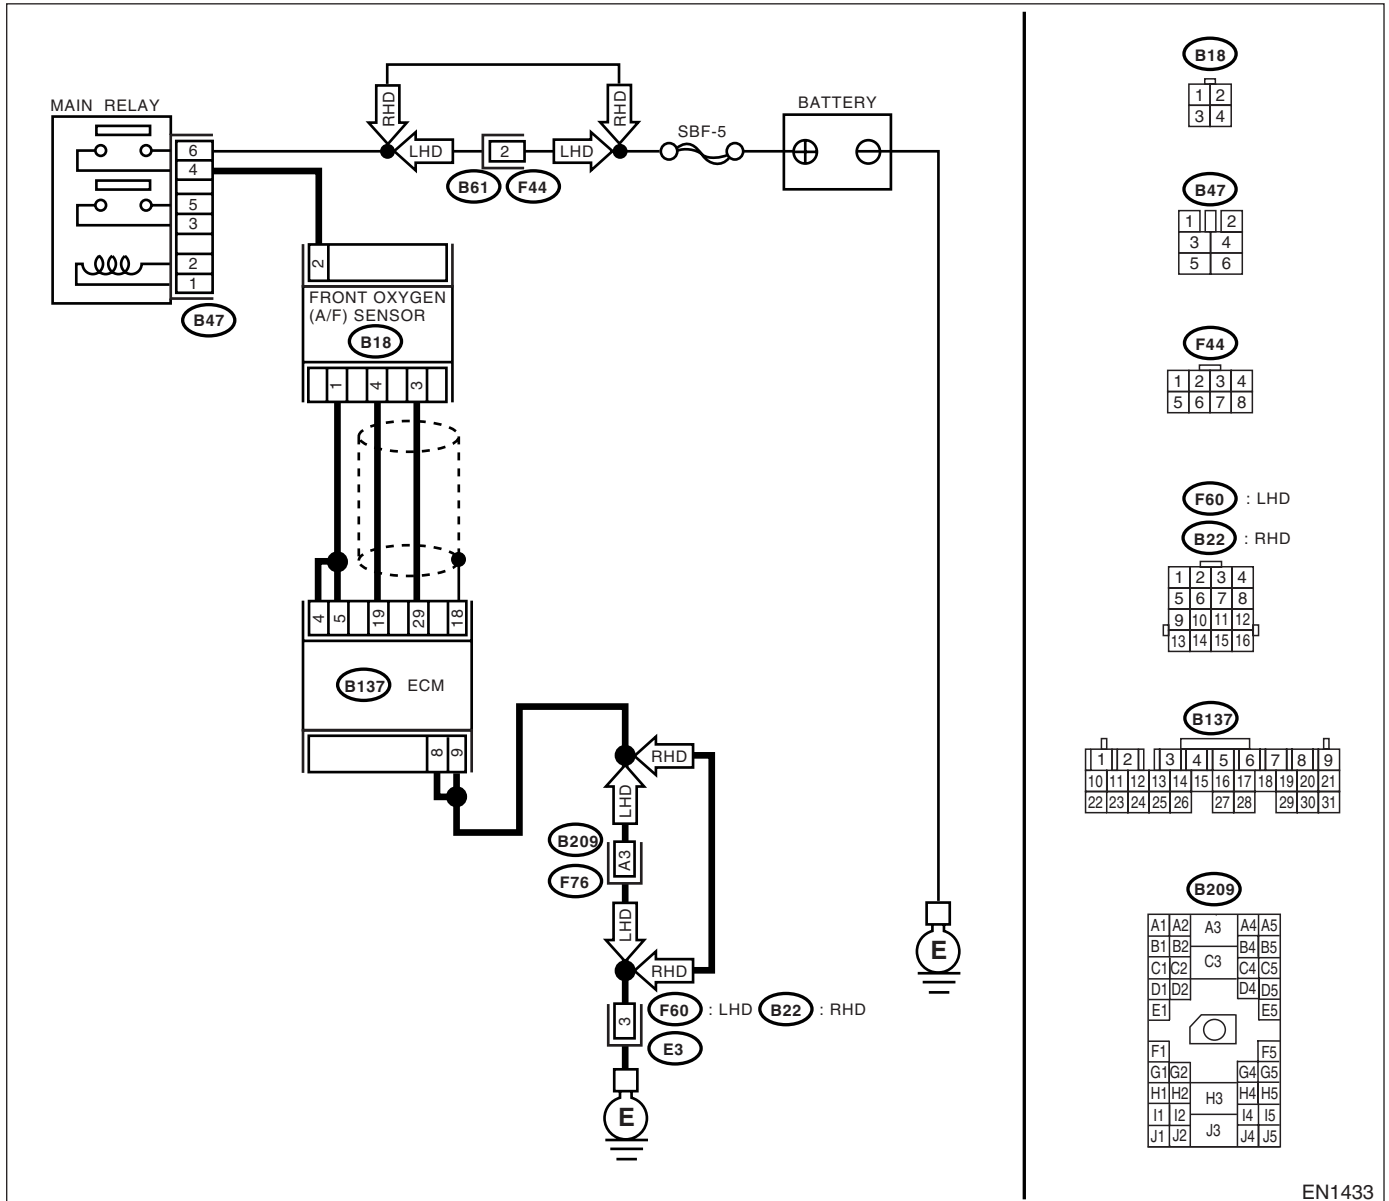 MAIN RELAY
6
4
5
3
2
1
B47
RHD
RHD
LHD
2
LHD
B61 F44
SBF-5
BATTERY
2
FRONT OXYGEN
(A/F) SENSOR
B18
1 4 3
4 5 19 29 18
B137 ECM
8 9
RHD
LHD
B209
A3
F76
LHD
RHD
3
F60 : LHD B22 : RHD
E3
E
E
B18
1 2
3 4
B47
1 2
3 4
5 6
F44
1 2 3 4
5 6 7 8
F60 : LHD
B22 : RHD
1 2 3 4
5 6 7 8
9 10 11 12
13 14 15 16
B137
1 2 3 4 5 6 7 8 9
10 11 12 13 14 15 16 17 18 19 20 21
22 23 24 25 26 27 28 29 30 31
B209
A1 A2 A3 A4 A5
B1 B2 B4 B5
C1 C2 C3 C4 C5
D1 D2 D4 D5
E1 E5
F1 F5
G1 G2 G4 G5
H1 H2 H3 H4 H5
I1 I2 I4 I5
J1 J2 J3 J4 J5
EN1433